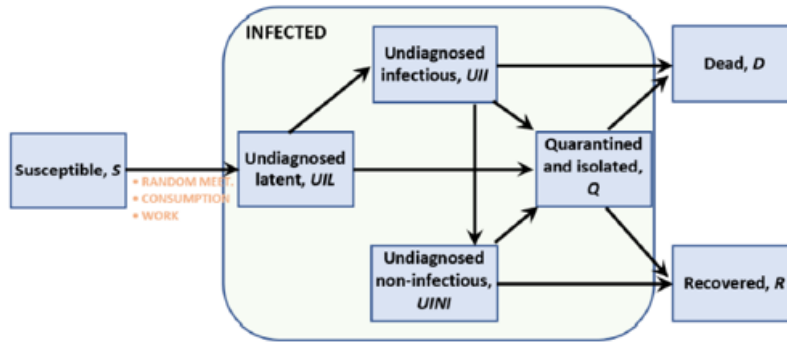 INFECTED
Undiagnosed
infectious, UII
Dead, D
Susceptible, S
• RANDOM MEET.
• CONSUMPTION
• WORK
Undiagnosed
latent, UIL
Quarantined
and isolated,
Q
Undiagnosed
non-infectious,
UINI
Recovered, R